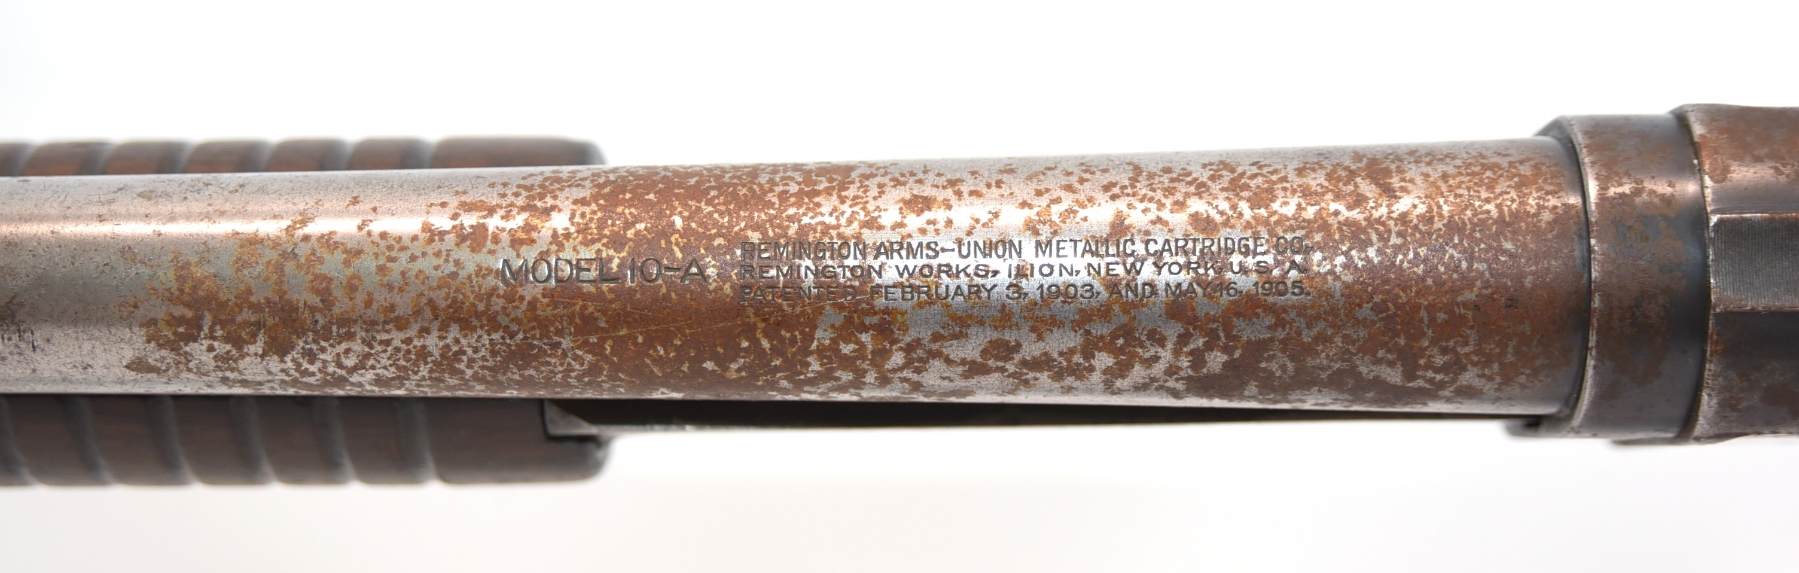 MODEL 10-A
REMINGTON ARMS-UNION METALLIC CARTRIDGE CO.
REMINGTON WORKS, ILION, NEW YORK, U.S.A.
PATENTED FEBRUARY 3, 1903, AND MAY 16, 1905.